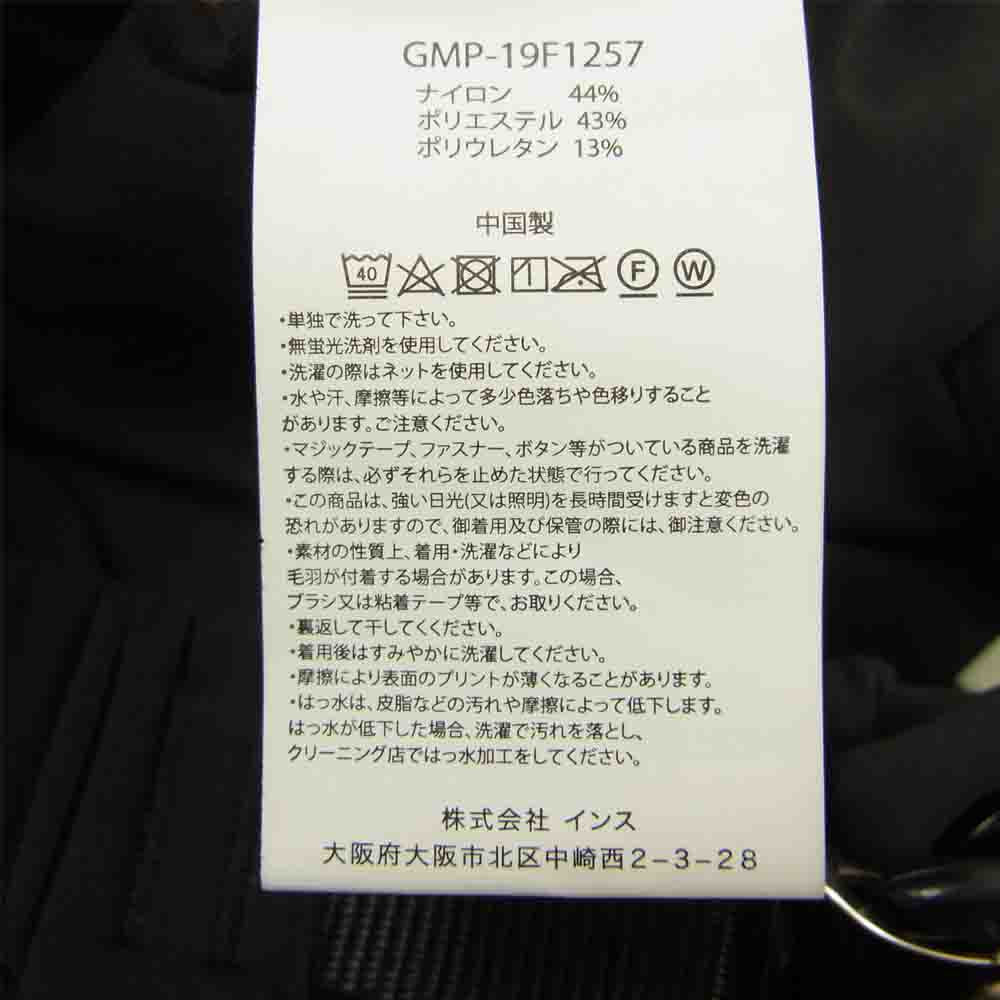 GMP-19F1257
ナイロン 44%
ポリエステル 43%
ポリウレタン 13%
中国製
40 F W
・単独で洗って下さい。
・無蛍光洗剤を使用してください。
・洗濯の際はネットを使用してください。
・水や汗、摩擦等によって多少色落ちや色移りすること
があります。ご注意ください。
・マジックテープ、ファスナー、ボタン等がついている商品を洗濯
する際は、必ずそれらを止めた状態で行ってください。
・この商品は、強い日光(又は照明)を長時間受けますと変色の
恐れがありますので、御着用及び保管の際には、御注意ください。
・素材の性質上、着用・洗濯などにより
毛羽が付着する場合があります。この場合、
ブラシ又は粘着テープ等で、お取りください。
・裏返して干してくください。
・着用後はすみやかに洗濯してください。
・摩擦により表面のプリントが薄くなることがあります。
・はっ水は、皮脂などの汚れや摩擦によって低下します。
はっ水が低下した場合、洗濯で汚れを落とし、
クリーニング店ではっ水加工をしてください。
株式会社 インス
大阪府大阪市北区中崎西2-3-28